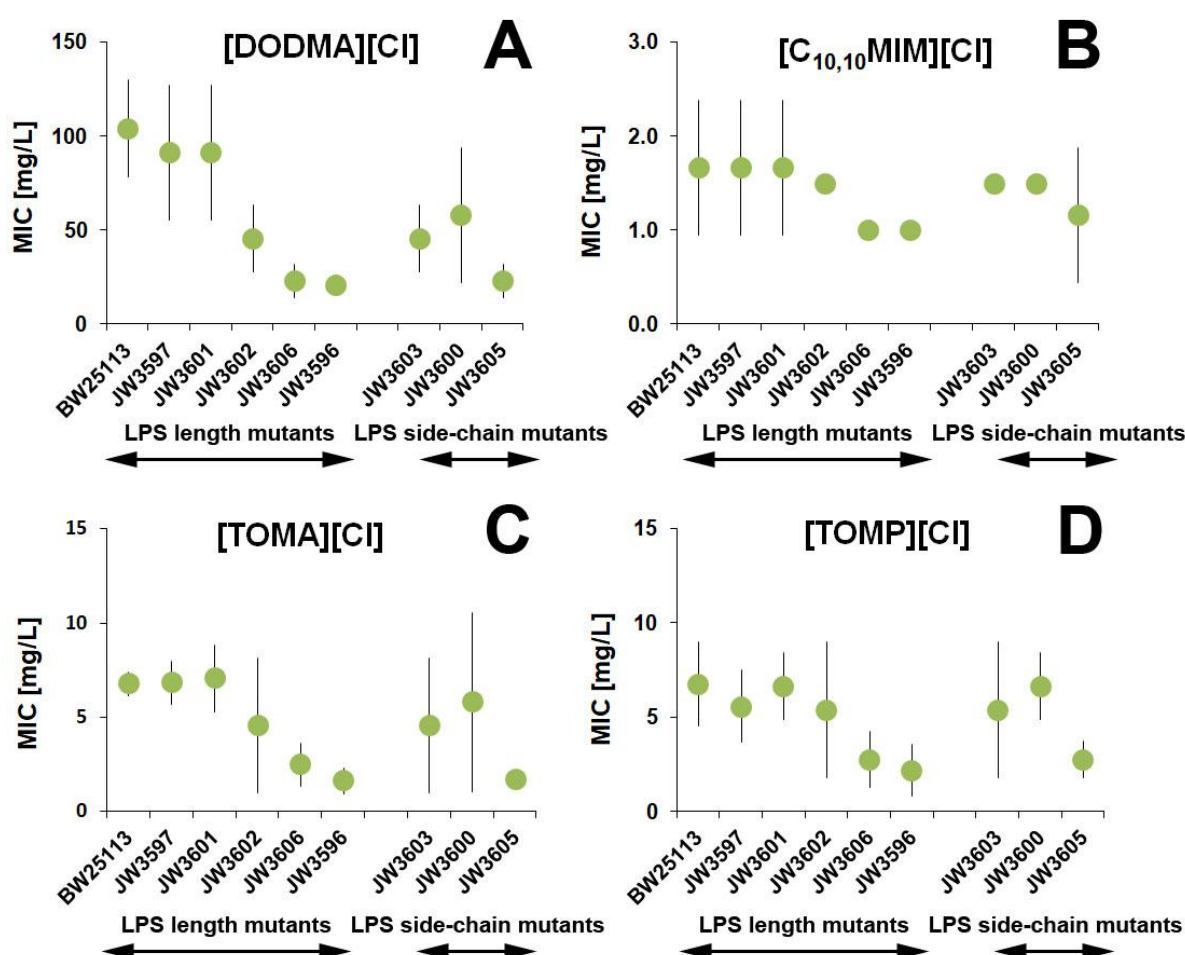 [DODMA][Cl]
A
MIC [mg/L]
150
100
50
0
BW25113
JW3597
JW3601
JW3602
JW3606
JW3596
JW3603
JW3600
JW3605
LPS length mutants
LPS side-chain mutants
[C10,10MIM][Cl]
B
MIC [mg/L]
3.0
2.0
1.0
0.0
BW25113
JW3597
JW3601
JW3602
JW3606
JW3596
JW3603
JW3600
JW3605
LPS length mutants
LPS side-chain mutants
[TOMA][Cl]
C
MIC [mg/L]
15
10
5
0
BW25113
JW3597
JW3601
JW3602
JW3606
JW3596
JW3603
JW3600
JW3605
LPS length mutants
LPS side-chain mutants
[TOMP][Cl]
D
MIC [mg/L]
15
10
5
0
BW25113
JW3597
JW3601
JW3602
JW3606
JW3596
JW3603
JW3600
JW3605
LPS length mutants
LPS side-chain mutants